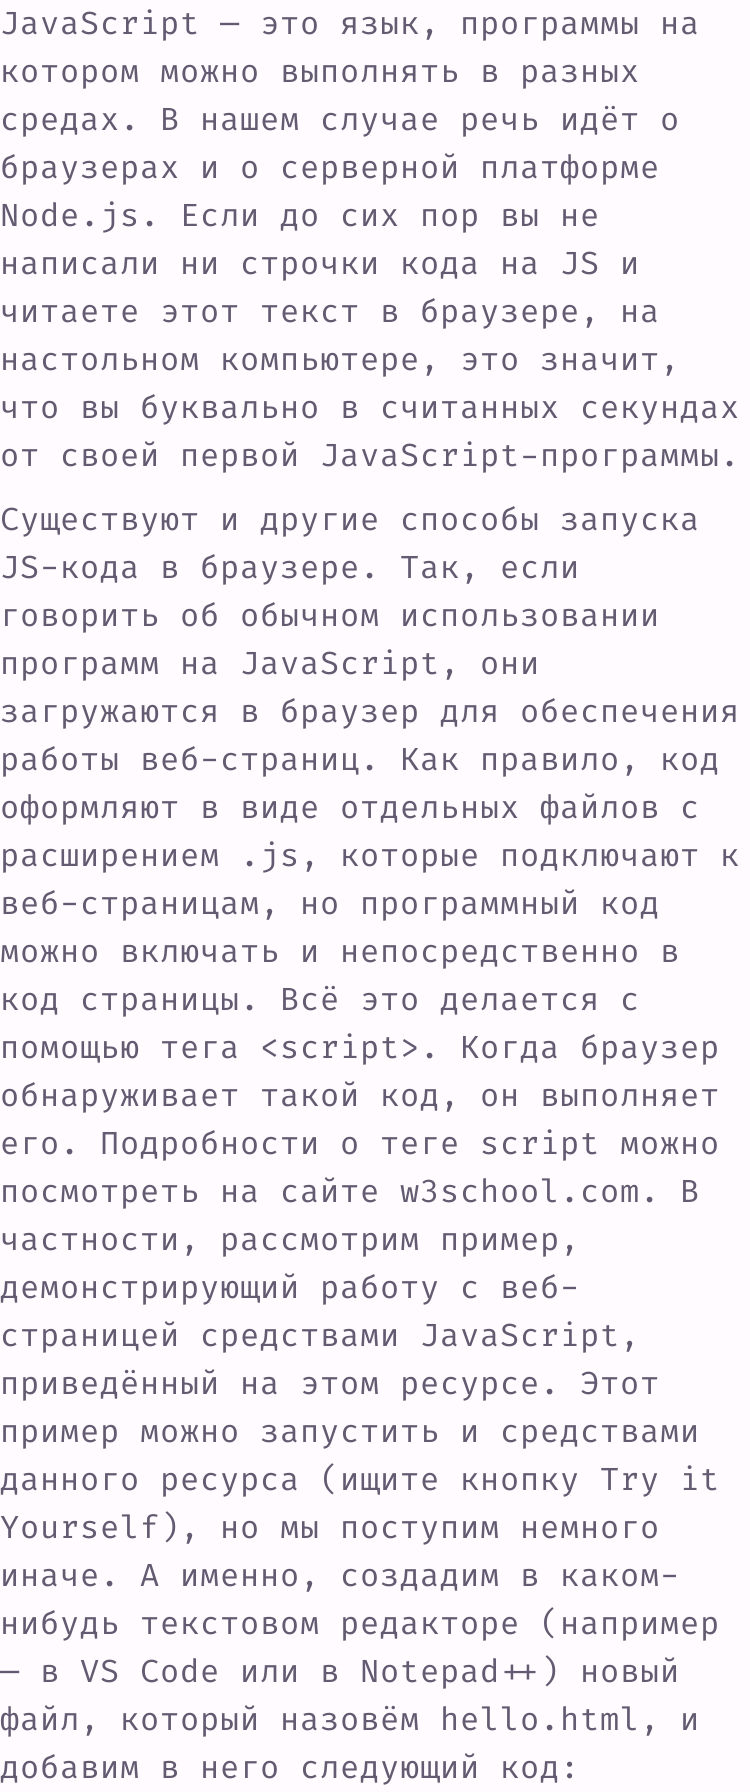 JavaScript — это язык, программы на
котором можно выполнять в разных
средах. В нашем случае речь идёт о
браузерах и о серверной платформе
Node.js. Если до сих пор вы не
написали ни строчки кода на JS и
читаете этот текст в браузере, на
настольном компьютере, это значит,
что вы буквально в считанных секундах
от своей первой JavaScript-программы.
Существуют и другие способы запуска
JS-кода в браузере. Так, если
говорить об обычном использовании
программ на JavaScript, они
загружаются в браузер для обеспечения
работы веб-страниц. Как правило, код
оформляют в виде отдельных файлов с
расширением .js, которые подключают к
веб-страницам, но программный код
можно включать и непосредственно в
код страницы. Всё это делается с
помощью тега <script>. Когда браузер
обнаруживает такой код, он выполняет
его. Подробности о теге script можно
посмотреть на сайте w3school.com. В
частности, рассмотрим пример,
демонстрирующий работу с веб-
страницей средствами JavaScript,
приведённый на этом ресурсе. Этот
пример можно запустить и средствами
данного ресурса (ищите кнопку Try it
Yourself), но мы поступим немного
иначе. А именно, создадим в каком-
нибудь текстовом редакторе (например
— в VS Code или в Notepad++) новый
файл, который назовём hello.html, и
добавим в него следующий код: